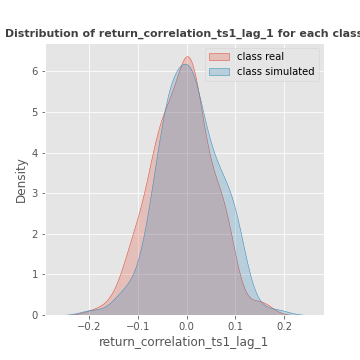 Distribution of return_correlation_ts1_lag_1 for each class
class real
class simulated
6
5
4
3
2
1
0
Density
−0.2 −0.1 0.0 0.1 0.2
return_correlation_ts1_lag_1